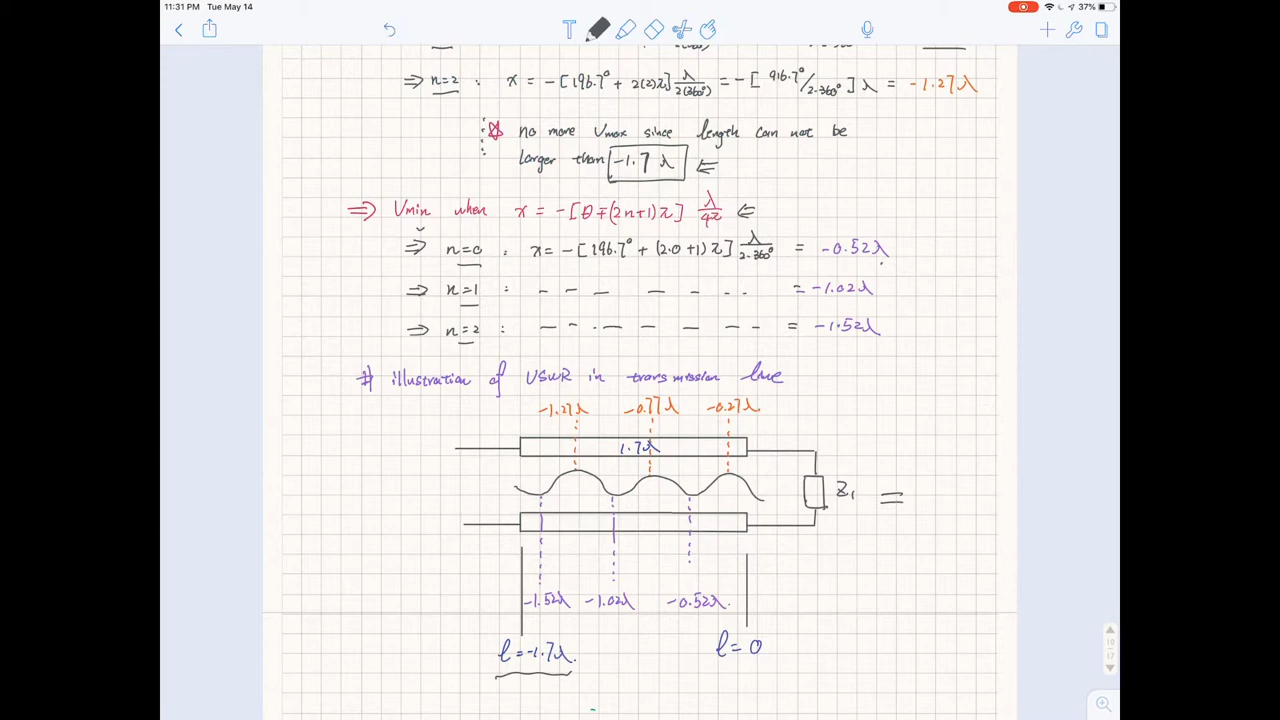 11:31 PM Tue May 14
37%
⇒ n=2 : x = -[196.7° + 2(2)π] λ/2(360°) = -[916.7°/2·360°] λ = -1.27λ
no more Vmax since length can not be
larger than -1.7 λ ⇐
⇒ Vmin when x = -[θ∓(2n+1)π] λ/4π ⇐
⇒ n=0 : x = -[196.7° + (2·0+1)π] λ/2·360° = -0.52λ
⇒ n=1 : - - - - - - - = -1.02λ
⇒ n=2 : - - - - - - - = -1.52λ
# illustration of VSWR in transmission line
-1.27λ -0.77λ -0.27λ
1.7λ
Z₁ =
-1.52λ -1.02λ -0.52λ.
l=-1.7λ. l=0
10
17